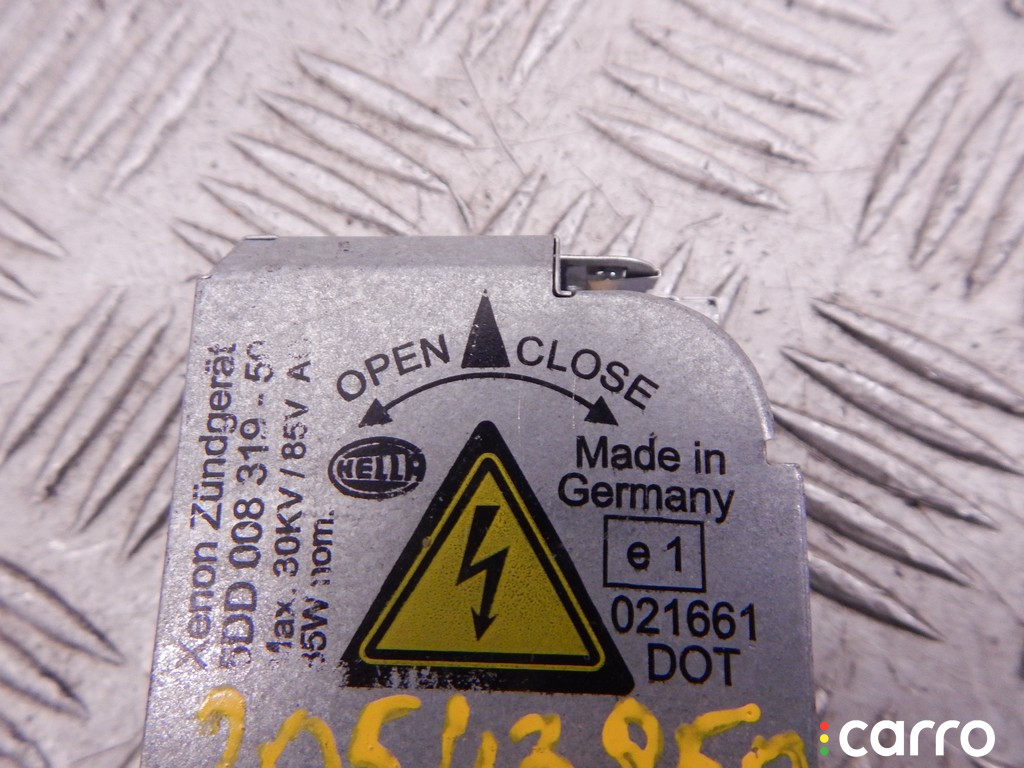 OPEN CLOSE
HELLA
Made in
Germany
e 1
021661
DOT
Xenon Zündgerät
5DD 008 319 - 50
Max. 30KV / 85V
35W nom.
carro